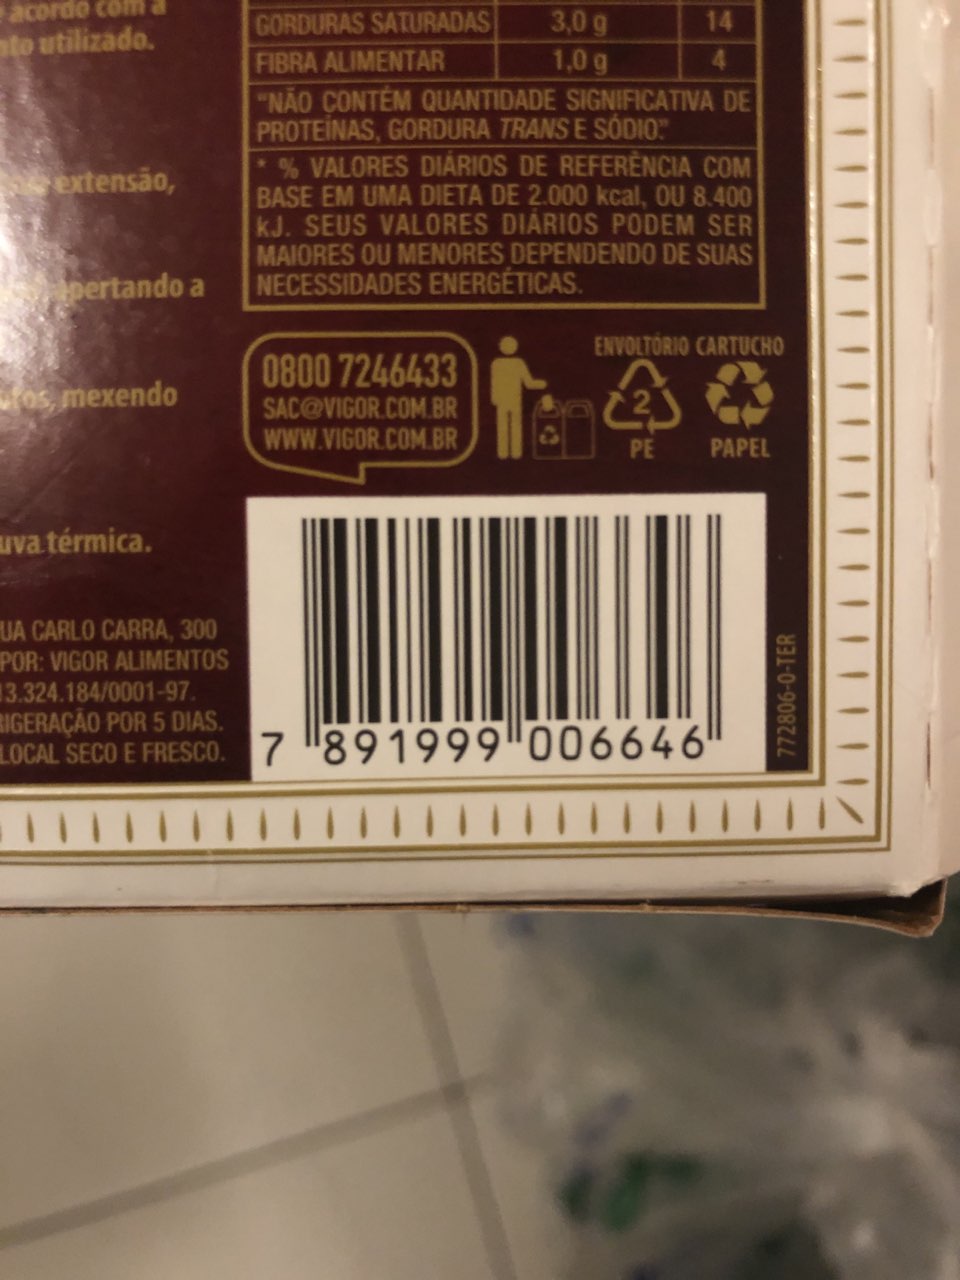 acordo com a
utilizado.
extensão,
apertando a
mexendo
uva térmica.
UA CARLO CARRA, 300
POR: VIGOR ALIMENTOS
13.324.184/0001-97.
RIGERAÇÃO POR 5 DIAS.
LOCAL SECO E FRESCO.
GORDURAS SATURADAS 3,0 g 14
FIBRA ALIMENTAR 1,0 g 4
"NÃO CONTÉM QUANTIDADE SIGNIFICATIVA DE
PROTEÍNAS, GORDURA TRANS E SÓDIO."
* % VALORES DIÁRIOS DE REFERÊNCIA COM
BASE EM UMA DIETA DE 2.000 kcal, OU 8.400
kJ. SEUS VALORES DIÁRIOS PODEM SER
MAIORES OU MENORES DEPENDENDO DE SUAS
NECESSIDADES ENERGÉTICAS.
0800 7246433
SAC@VIGOR.COM.BR
WWW.VIGOR.COM.BR
ENVOLTÓRIO CARTUCHO
2
PE PAPEL
7 891999 006646
772806-0-TER